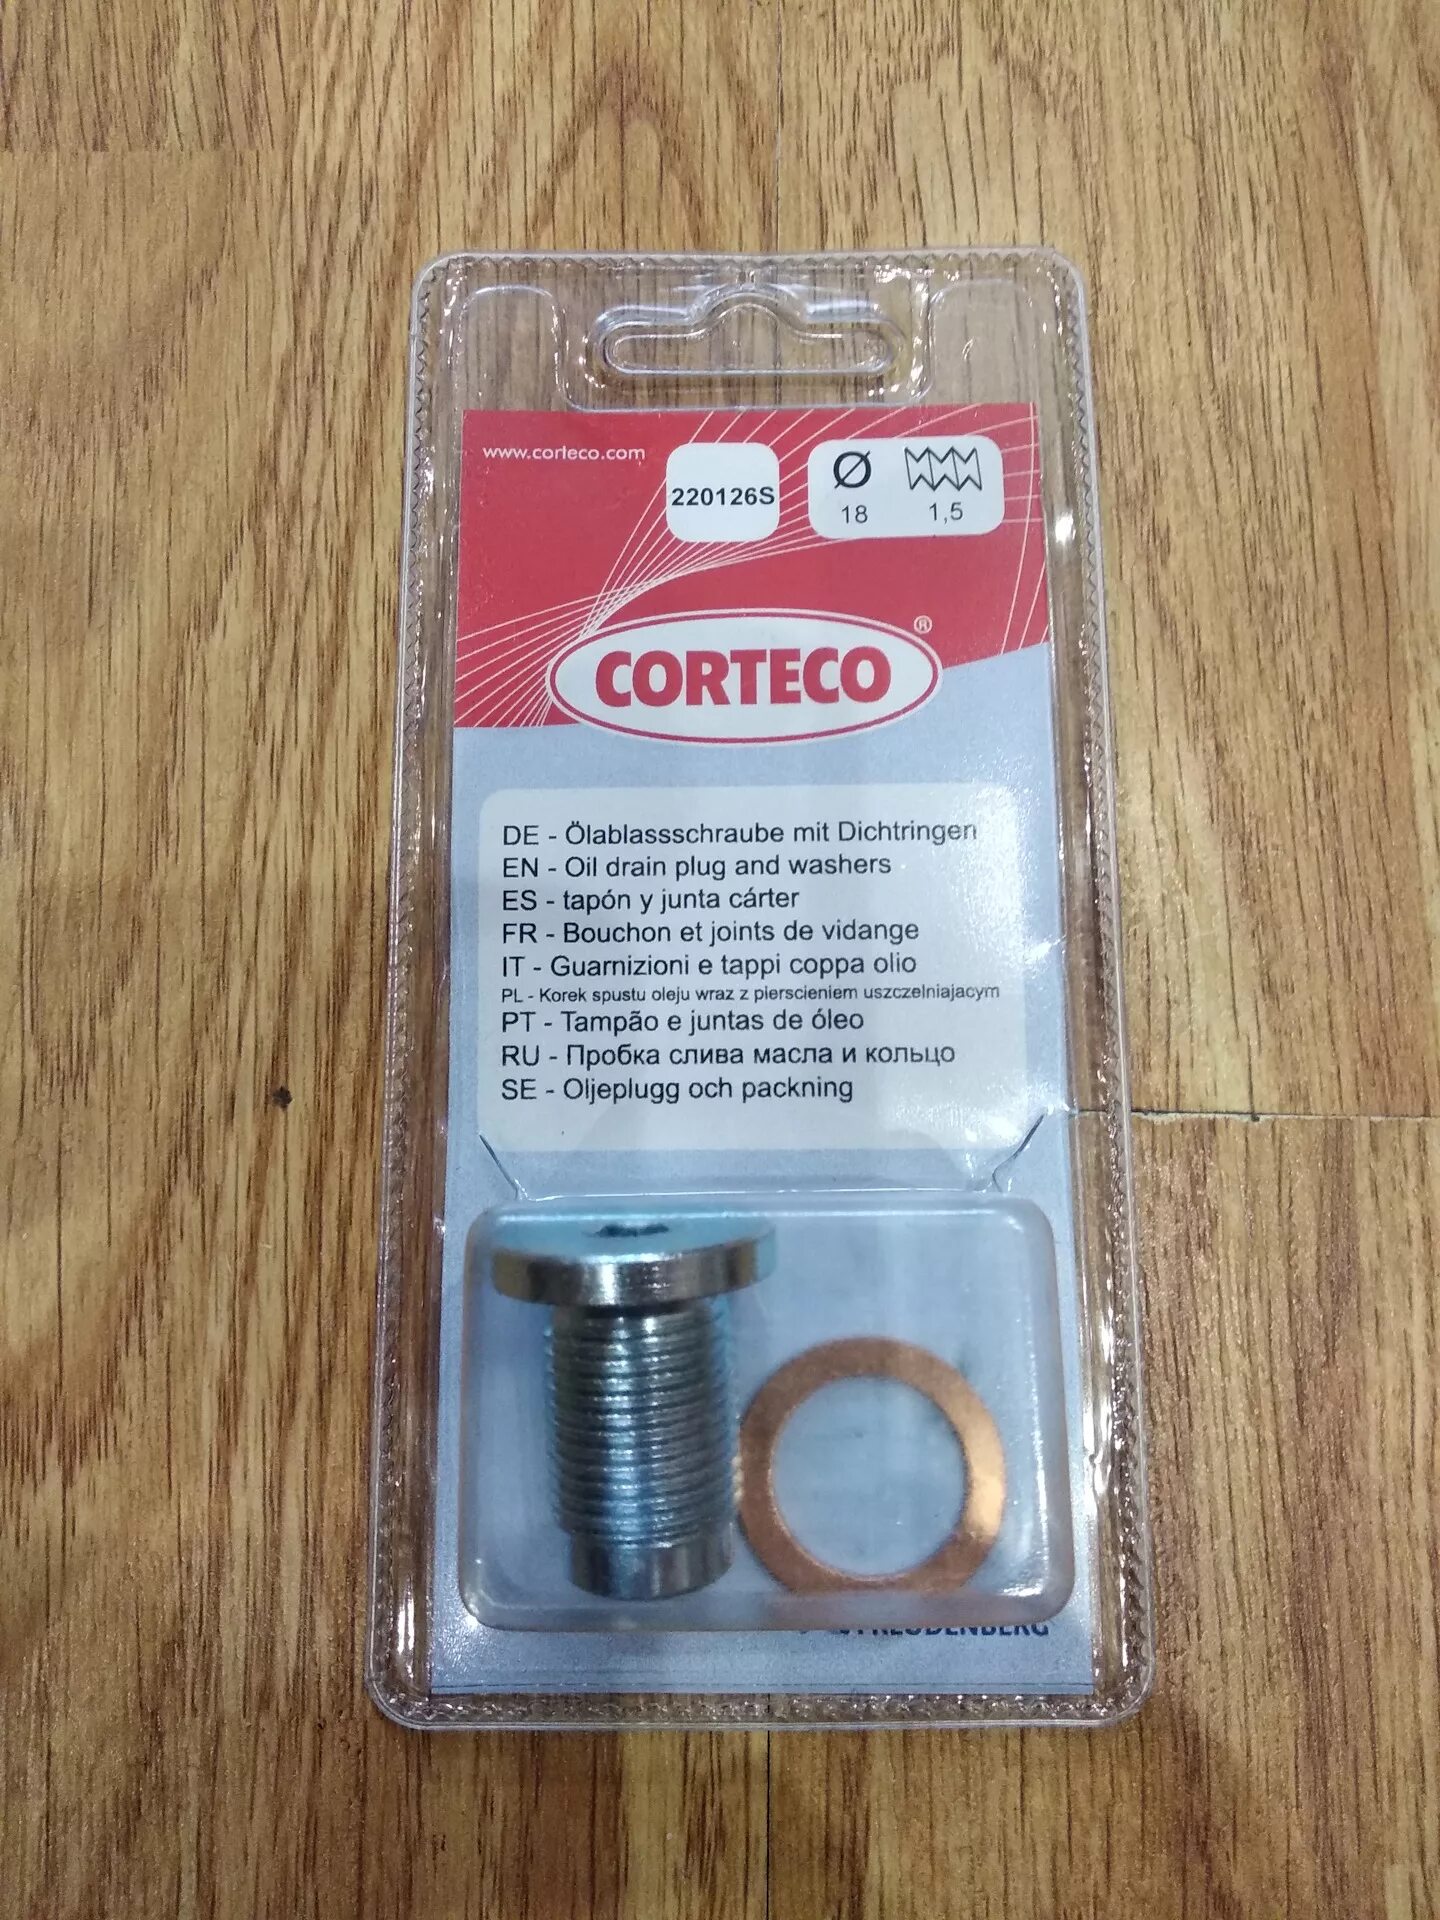 www.corteco.com
220126S
Ø
18 1,5
CORTECO®
DE - Ölablassschraube mit Dichtringen
EN - Oil drain plug and washers
ES - tapón y junta cárter
FR - Bouchon et joints de vidange
IT - Guarnizioni e tappi coppa olio
PL - Korek spustu oleju wraz z pierscieniem uszczelniajacym
PT - Tampão e juntas de óleo
RU - Пробка слива масла и кольцо
SE - Oljeplugg och packning
FREUDENBERG